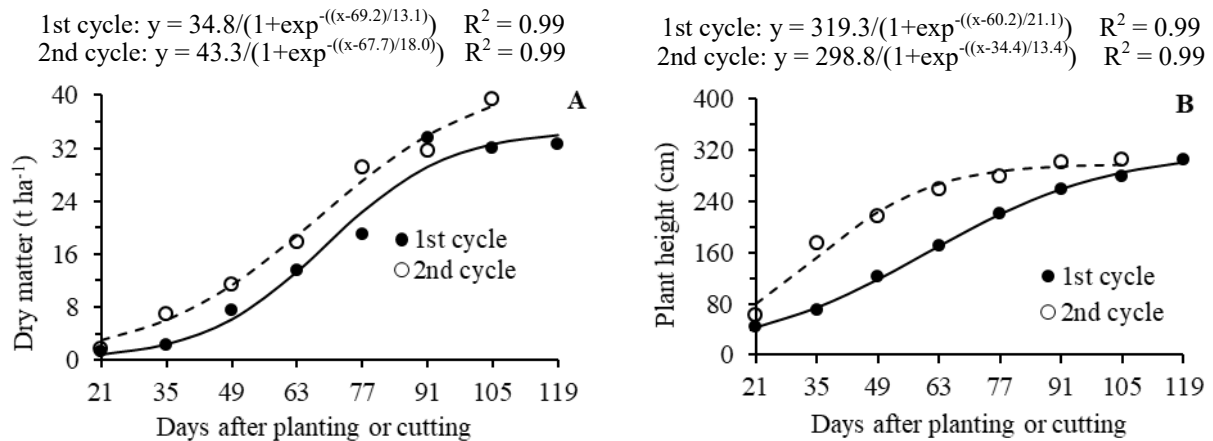 1st cycle: y = 34.8/(1+exp^-((x-69.2)/13.1)) R² = 0.99
2nd cycle: y = 43.3/(1+exp^-((x-67.7)/18.0)) R² = 0.99
A
40
32
24
16
8
0
Dry matter (t ha⁻¹)
1st cycle
2nd cycle
21 35 49 63 77 91 105 119
Days after planting or cutting
1st cycle: y = 319.3/(1+exp^-((x-60.2)/21.1)) R² = 0.99
2nd cycle: y = 298.8/(1+exp^-((x-34.4)/13.4)) R² = 0.99
B
400
320
240
160
80
0
Plant height (cm)
1st cycle
2nd cycle
21 35 49 63 77 91 105 119
Days after planting or cutting